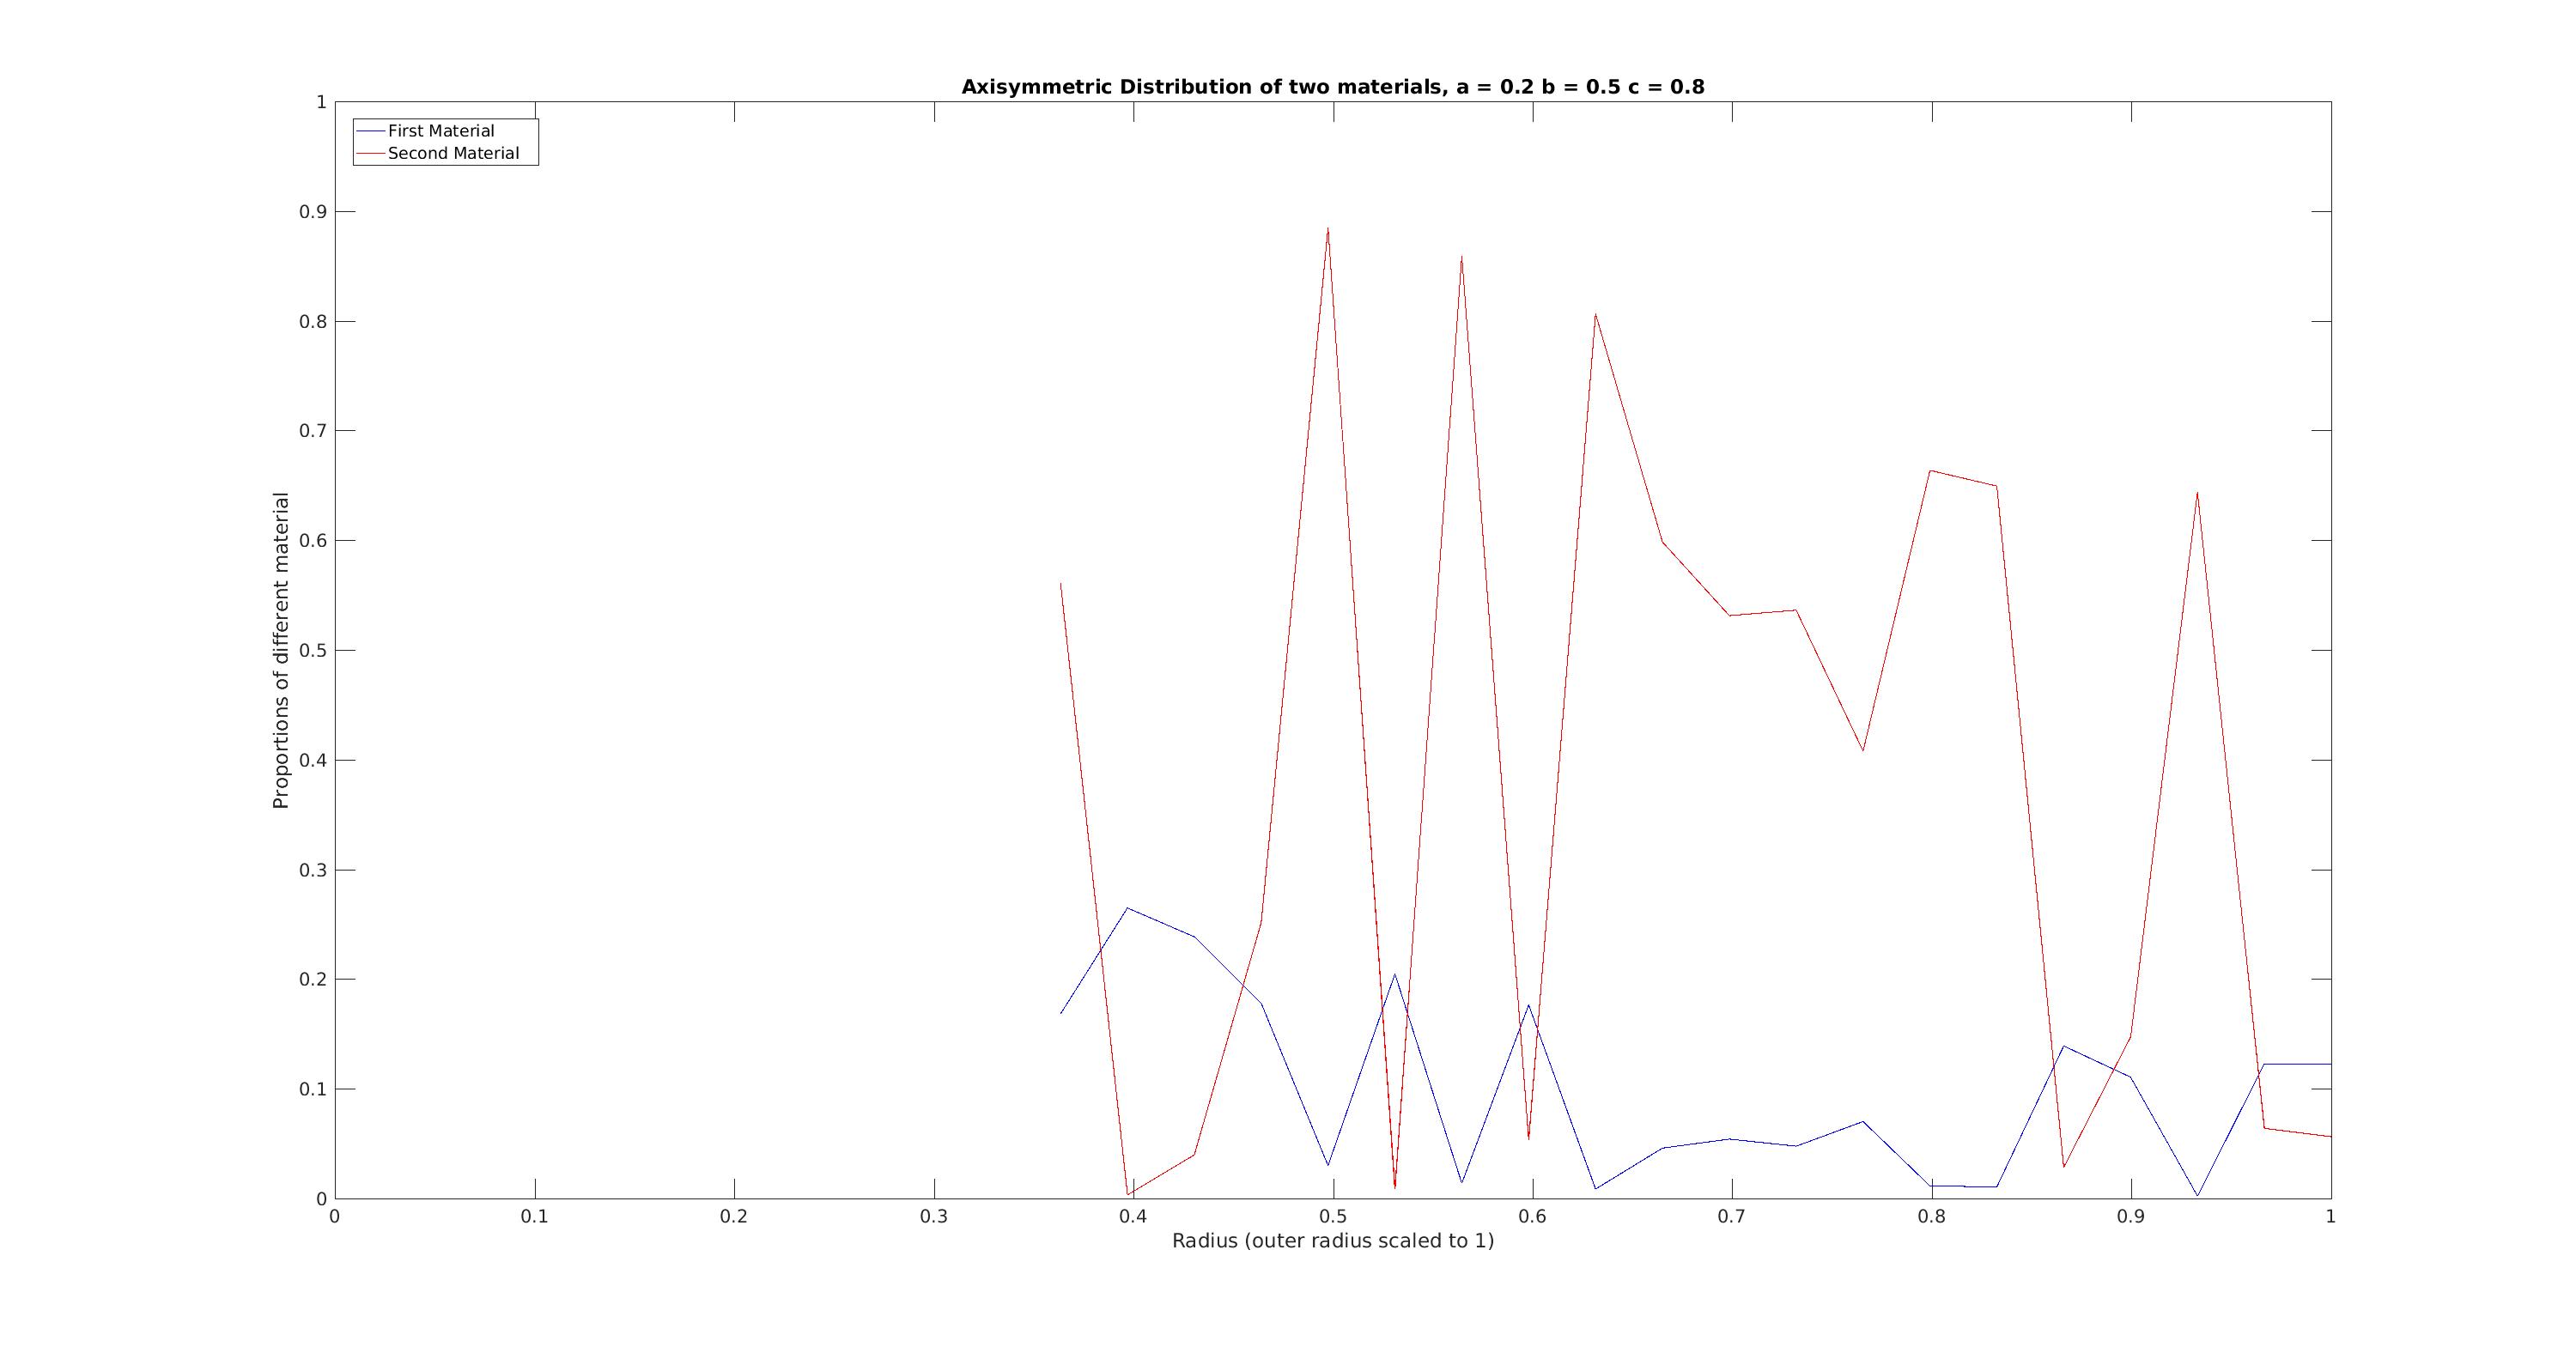 Axisymmetric Distribution of two materials, a = 0.2 b = 0.5 c = 0.8
First Material
Second Material
1
0.9
0.8
0.7
0.6
0.5
0.4
0.3
0.2
0.1
0
Proportions of different material
0 0.1 0.2 0.3 0.4 0.5 0.6 0.7 0.8 0.9 1
Radius (outer radius scaled to 1)